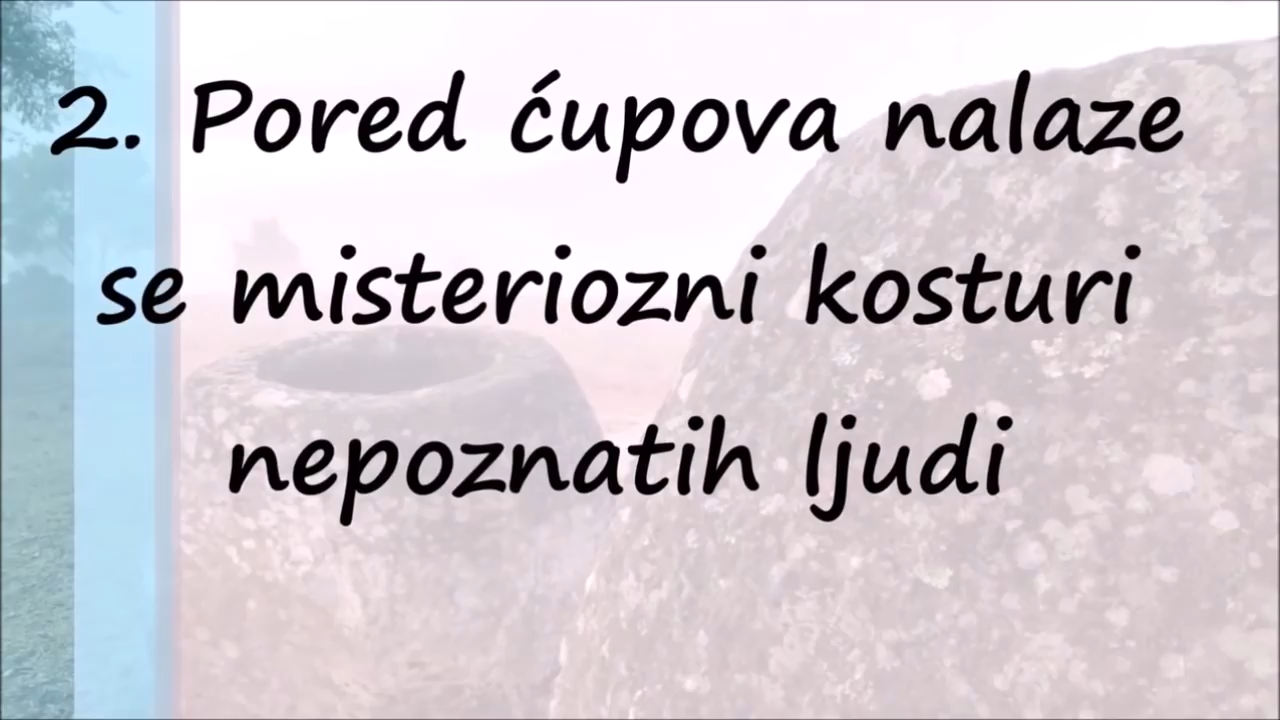 2. Pored ćupova nalaze
se misteriozni kosturi
nepoznatih ljudi